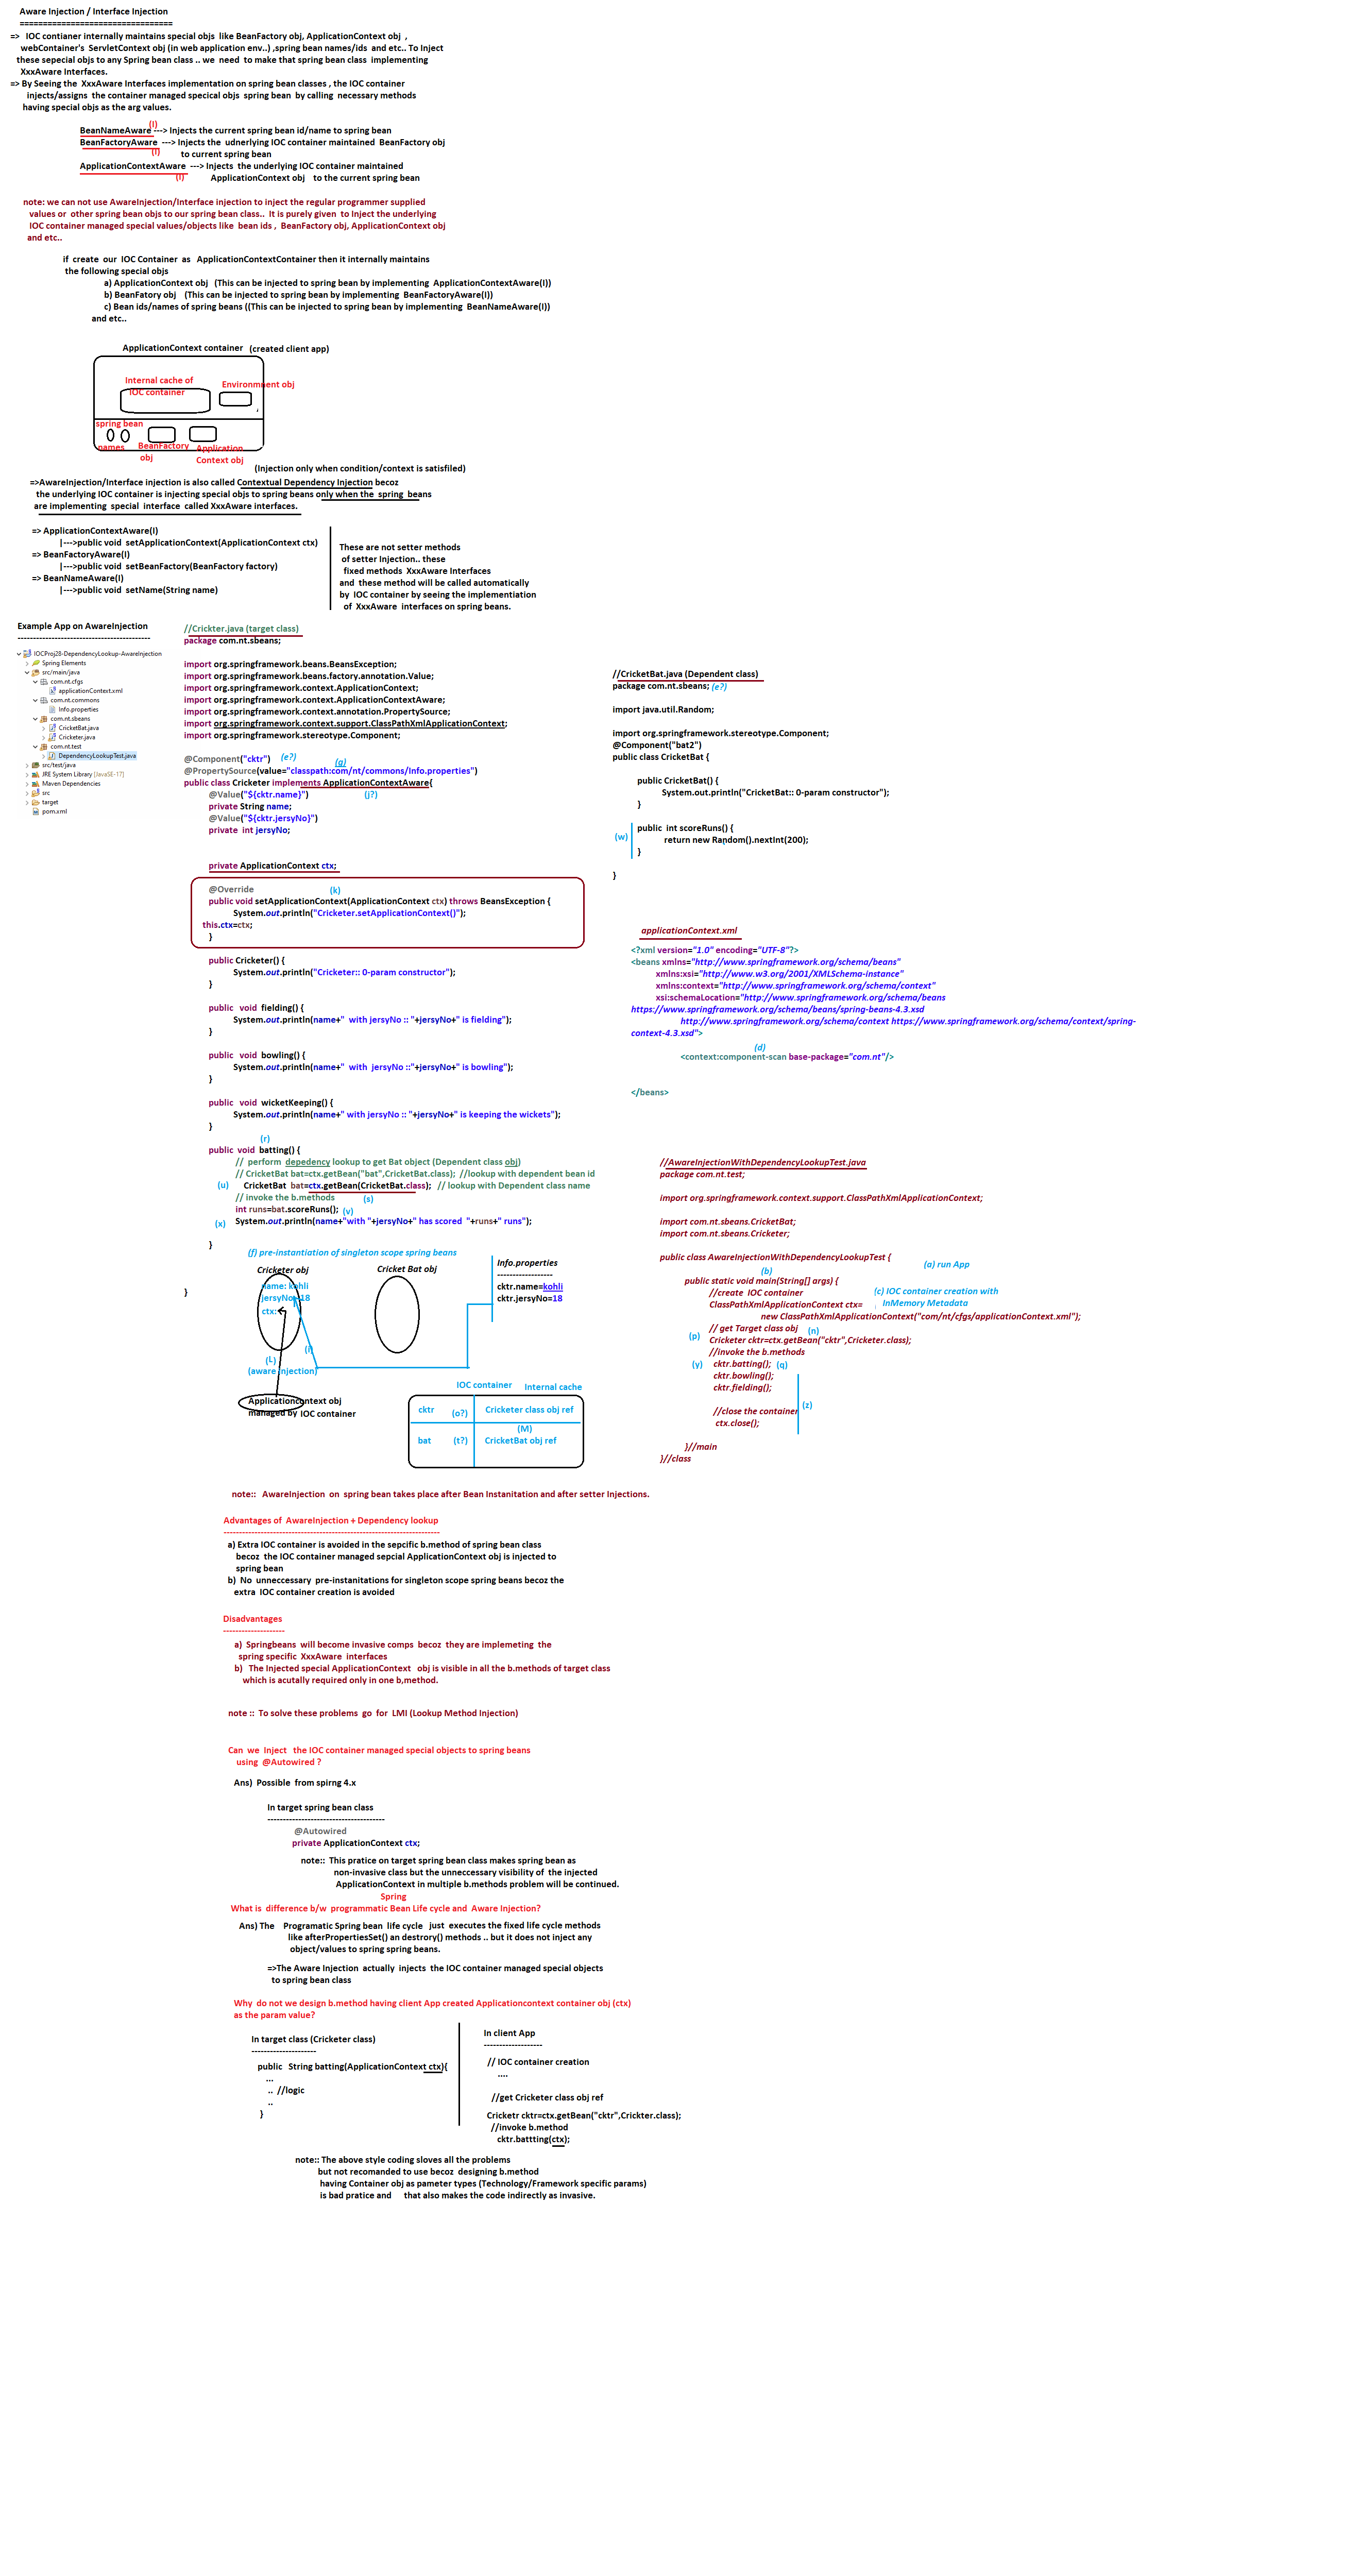 Aware Injection / Interface Injection
=================================
=> IOC contianer internally maintains special objs like BeanFactory obj, ApplicationContext obj ,
webContainer's ServletContext obj (in web application env..) ,spring bean names/ids and etc.. To Inject
these sepecial objs to any Spring bean class .. we need to make that spring bean class implementing
XxxAware Interfaces.
=> By Seeing the XxxAware Interfaces implementation on spring bean classes , the IOC container
injects/assigns the container managed specical objs spring bean by calling necessary methods
having special objs as the arg values.
(I)
BeanNameAware ---> Injects the current spring bean id/name to spring bean
BeanFactoryAware ---> Injects the udnerlying IOC container maintained BeanFactory obj
(I) to current spring bean
ApplicationContextAware ---> Injects the underlying IOC container maintained
(I) ApplicationContext obj to the current spring bean
note: we can not use AwareInjection/Interface injection to inject the regular programmer supplied
values or other spring bean objs to our spring bean class.. It is purely given to Inject the underlying
IOC container managed special values/objects like bean ids , BeanFactory obj, ApplicationContext obj
and etc..
if create our IOC Container as ApplicationContextContainer then it internally maintains
the following special objs
a) ApplicationContext obj (This can be injected to spring bean by implementing ApplicationContextAware(I))
b) BeanFatory obj (This can be injected to spring bean by implementing BeanFactoryAware(I))
c) Bean ids/names of spring beans ((This can be injected to spring bean by implementing BeanNameAware(I))
and etc..
ApplicationContext container (created client app)
Internal cache of
IOC container
Environment obj
spring bean
names
BeanFactory
obj
Application
Context obj
(Injection only when condition/context is satisfiled)
=>AwareInjection/Interface injection is also called Contextual Dependency Injection becoz
the underlying IOC container is injecting special objs to spring beans only when the spring beans
are implementing special interface called XxxAware interfaces.
=> ApplicationContextAware(I)
|--->public void setApplicationContext(ApplicationContext ctx)
=> BeanFactoryAware(I)
|--->public void setBeanFactory(BeanFactory factory)
=> BeanNameAware(I)
|--->public void setName(String name)
These are not setter methods
of setter Injection.. these
fixed methods XxxAware Interfaces
and these method will be called automatically
by IOC container by seeing the implementiation
of XxxAware interfaces on spring beans.
Example App on AwareInjection
-------------------------------------------
IOCProj28-DependencyLookup-AwareInjection
Spring Elements
src/main/java
com.nt.cfgs
applicationContext.xml
com.nt.commons
Info.properties
com.nt.sbeans
CricketBat.java
Cricketer.java
com.nt.test
DependencyLookupTest.java
src/test/java
JRE System Library [JavaSE-17]
Maven Dependencies
src
target
pom.xml
//Crickter.java (target class)
package com.nt.sbeans;
import org.springframework.beans.BeansException;
import org.springframework.beans.factory.annotation.Value;
import org.springframework.context.ApplicationContext;
import org.springframework.context.ApplicationContextAware;
import org.springframework.context.annotation.PropertySource;
import org.springframework.context.support.ClassPathXmlApplicationContext;
import org.springframework.stereotype.Component;
@Component("cktr") (e?) (g)
@PropertySource(value="classpath:com/nt/commons/Info.properties")
public class Cricketer implements ApplicationContextAware{
@Value("${cktr.name}") (j?)
private String name;
@Value("${cktr.jersyNo}")
private int jersyNo;
private ApplicationContext ctx;
@Override (k)
public void setApplicationContext(ApplicationContext ctx) throws BeansException {
System.out.println("Cricketer.setApplicationContext()");
this.ctx=ctx;
}
public Cricketer() {
System.out.println("Cricketer:: 0-param constructor");
}
public void fielding() {
System.out.println(name+" with jersyNo :: "+jersyNo+" is fielding");
}
public void bowling() {
System.out.println(name+" with jersyNo ::"+jersyNo+" is bowling");
}
public void wicketKeeping() {
System.out.println(name+" with jersyNo :: "+jersyNo+" is keeping the wickets");
}
(r)
public void batting() {
// perform depedency lookup to get Bat object (Dependent class obj)
// CricketBat bat=ctx.getBean("bat",CricketBat.class); //lookup with dependent bean id
(u) CricketBat bat=ctx.getBean(CricketBat.class); // lookup with Dependent class name
// invoke the b.methods (s)
int runs=bat.scoreRuns(); (v)
(x) System.out.println(name+"with "+jersyNo+" has scored "+runs+" runs");
}
}
//CricketBat.java (Dependent class)
package com.nt.sbeans; (e?)
import java.util.Random;
import org.springframework.stereotype.Component;
@Component("bat2")
public class CricketBat {
public CricketBat() {
System.out.println("CricketBat:: 0-param constructor");
}
public int scoreRuns() {
(w) return new Random().nextInt(200);
}
}
applicationContext.xml
<?xml version="1.0" encoding="UTF-8"?>
<beans xmlns="http://www.springframework.org/schema/beans"
xmlns:xsi="http://www.w3.org/2001/XMLSchema-instance"
xmlns:context="http://www.springframework.org/schema/context"
xsi:schemaLocation="http://www.springframework.org/schema/beans
https://www.springframework.org/schema/beans/spring-beans-4.3.xsd
http://www.springframework.org/schema/context https://www.springframework.org/schema/context/spring-
context-4.3.xsd">
(d)
<context:component-scan base-package="com.nt"/>
</beans>
//AwareInjectionWithDependencyLookupTest.java
package com.nt.test;
import org.springframework.context.support.ClassPathXmlApplicationContext;
import com.nt.sbeans.CricketBat;
import com.nt.sbeans.Cricketer;
public class AwareInjectionWithDependencyLookupTest {
(b) (a) run App
public static void main(String[] args) {
//create IOC container (c) IOC container creation with
ClassPathXmlApplicationContext ctx= InMemory Metadata
new ClassPathXmlApplicationContext("com/nt/cfgs/applicationContext.xml");
// get Target class obj (n)
(p) Cricketer cktr=ctx.getBean("cktr",Cricketer.class);
//invoke the b.methods
(y) cktr.batting(); (q)
cktr.bowling();
cktr.fielding();
//close the container (z)
ctx.close();
}//main
}//class
(f) pre-instantiation of singleton scope spring beans
Cricketer obj
name: kohli
jersyNo: 18
ctx:
Cricket Bat obj
Info.properties
------------------
cktr.name=kohli
cktr.jersyNo=18
(i)
(L)
(aware injection)
Applicationcontext obj
managed by IOC container
IOC container Internal cache
cktr (o?) Cricketer class obj ref
(M)
bat (t?) CricketBat obj ref
note:: AwareInjection on spring bean takes place after Bean Instanitation and after setter Injections.
Advantages of AwareInjection + Dependency lookup
----------------------------------------------------------------------
a) Extra IOC container is avoided in the sepcific b.method of spring bean class
becoz the IOC container managed sepcial ApplicationContext obj is injected to
spring bean
b) No unneccessary pre-instanitations for singleton scope spring beans becoz the
extra IOC container creation is avoided
Disadvantages
--------------------
a) Springbeans will become invasive comps becoz they are implemeting the
spring specific XxxAware interfaces
b) The Injected special ApplicationContext obj is visible in all the b.methods of target class
which is acutally required only in one b,method.
note :: To solve these problems go for LMI (Lookup Method Injection)
Can we Inject the IOC container managed special objects to spring beans
using @Autowired ?
Ans) Possible from spirng 4.x
In target spring bean class
--------------------------------------
@Autowired
private ApplicationContext ctx;
note:: This pratice on target spring bean class makes spring bean as
non-invasive class but the unneccessary visibility of the injected
ApplicationContext in multiple b.methods problem will be continued.
Spring
What is difference b/w programmatic Bean Life cycle and Aware Injection?
Ans) The Programatic Spring bean life cycle just executes the fixed life cycle methods
like afterPropertiesSet() an destrory() methods .. but it does not inject any
object/values to spring spring beans.
=>The Aware Injection actually injects the IOC container managed special objects
to spring bean class
Why do not we design b.method having client App created Applicationcontext container obj (ctx)
as the param value?
In target class (Cricketer class)
---------------------
public String batting(ApplicationContext ctx){
...
.. //logic
..
}
In client App
-------------------
// IOC container creation
....
//get Cricketer class obj ref
Cricketr cktr=ctx.getBean("cktr",Crickter.class);
//invoke b.method
cktr.battting(ctx);
note:: The above style coding sloves all the problems
but not recomanded to use becoz designing b.method
having Container obj as pameter types (Technology/Framework specific params)
is bad pratice and that also makes the code indirectly as invasive.